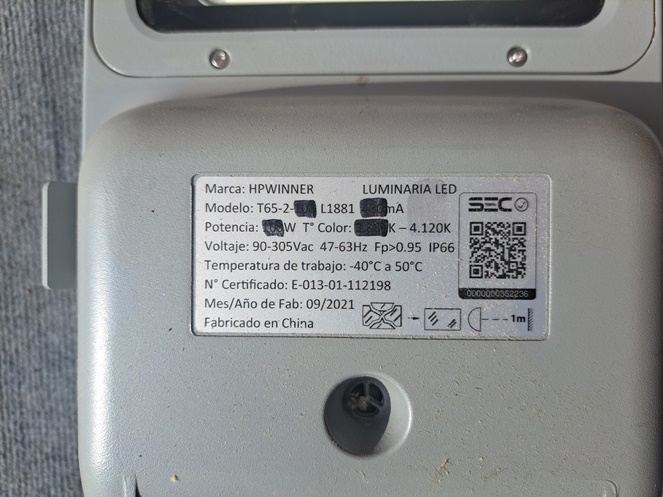 Marca: HPWINNER LUMINARIA LED
Modelo: T65-2- L1881 mA
Potencia: W T° Color: K – 4.120K
Voltaje: 90-305Vac 47-63Hz Fp>0.95 IP66
Temperatura de trabajo: -40°C a 50°C
N° Certificado: E-013-01-112198
Mes/Año de Fab: 09/2021
Fabricado en China
SEC
0000000352236
1m